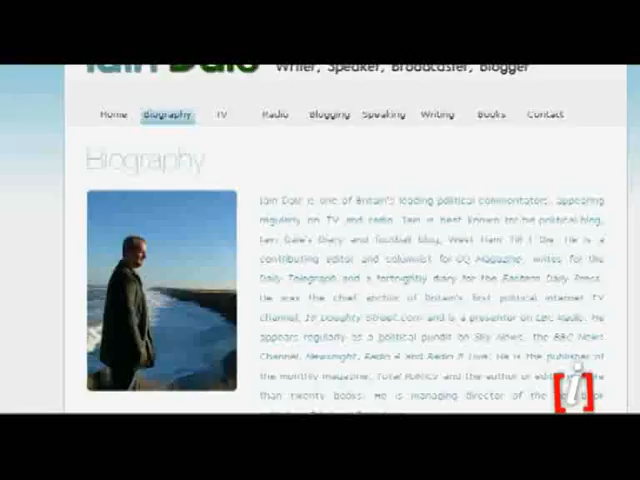 Iain Dale Writer, Speaker, Broadcaster, Blogger
Home Biography TV Radio Blogging Speaking Writing Books Contact
Biography
Iain Dale is one of Britain's leading political commentators, appearing
regularly on TV and radio. Iain is best known for his political blog,
Iain Dale's Diary and football blog, West Ham Till I Die. He is a
contributing editor and columnist for GQ Magazine, writes for the
Daily Telegraph and a fortnightly diary for the Eastern Daily Press.
He was the chief anchor of Britain's first political internet TV
channel, 18 Doughty Street.com and is a presenter on LBC Radio. He
appears regularly as a political pundit on Sky News, the BBC News
Channel, Newsnight, Radio 4 and Radio 5 Live. He is the publisher of
the monthly magazine, Total Politics and the author or editor
than twenty books. He is managing director of the
[i]